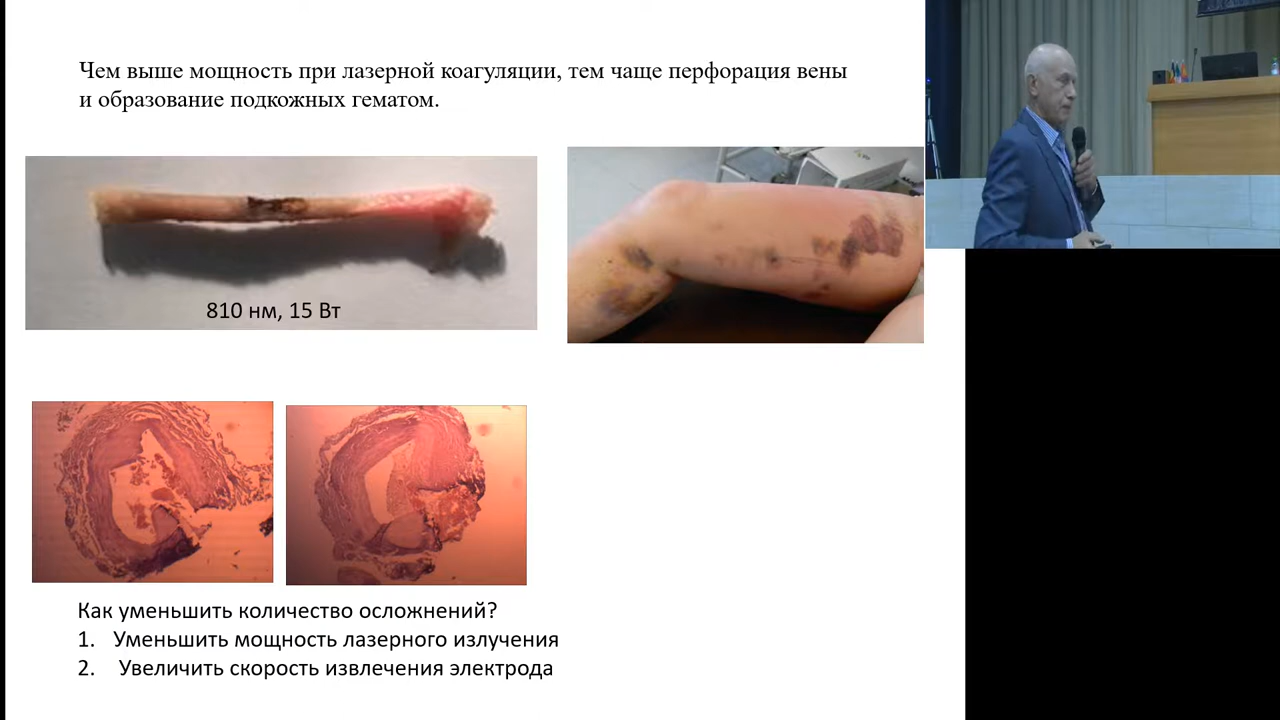 Чем выше мощность при лазерной коагуляции, тем чаще перфорация вены
и образование подкожных гематом.
810 нм, 15 Вт
Как уменьшить количество осложнений?
1. Уменьшить мощность лазерного излучения
2. Увеличить скорость извлечения электрода